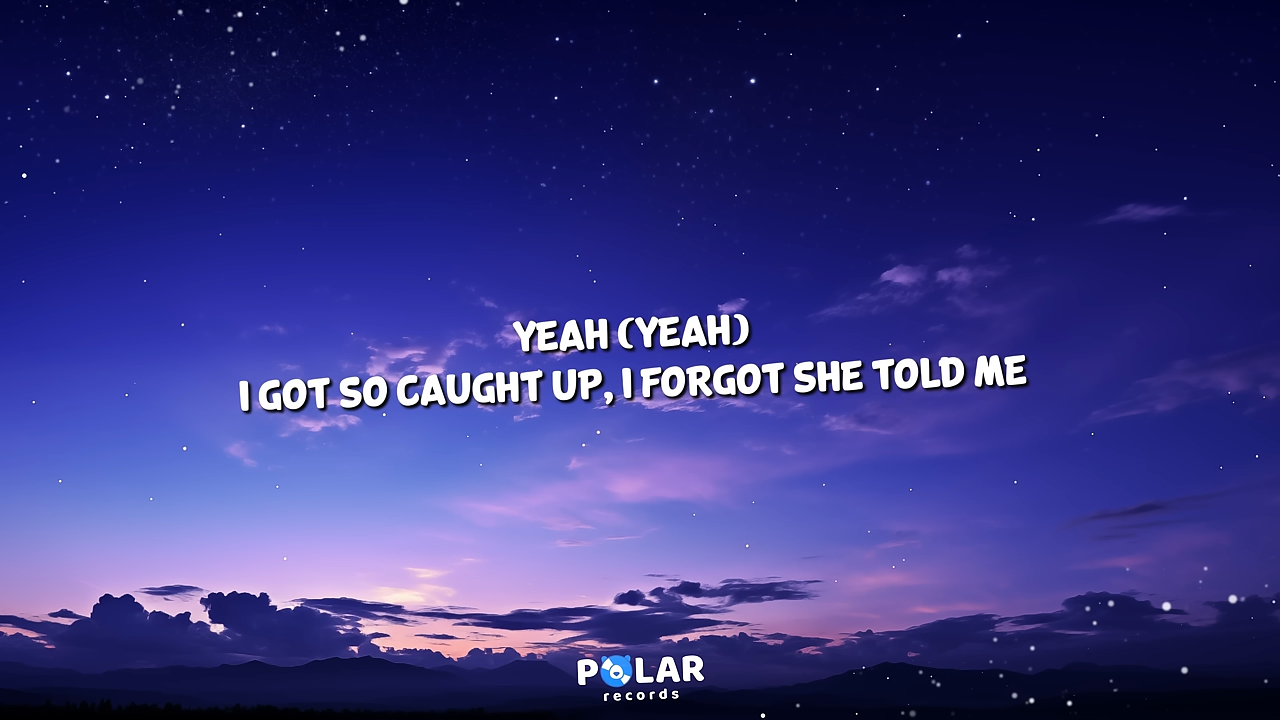 YEAH (YEAH)
I GOT SO CAUGHT UP, I FORGOT SHE TOLD ME
POLAR
records